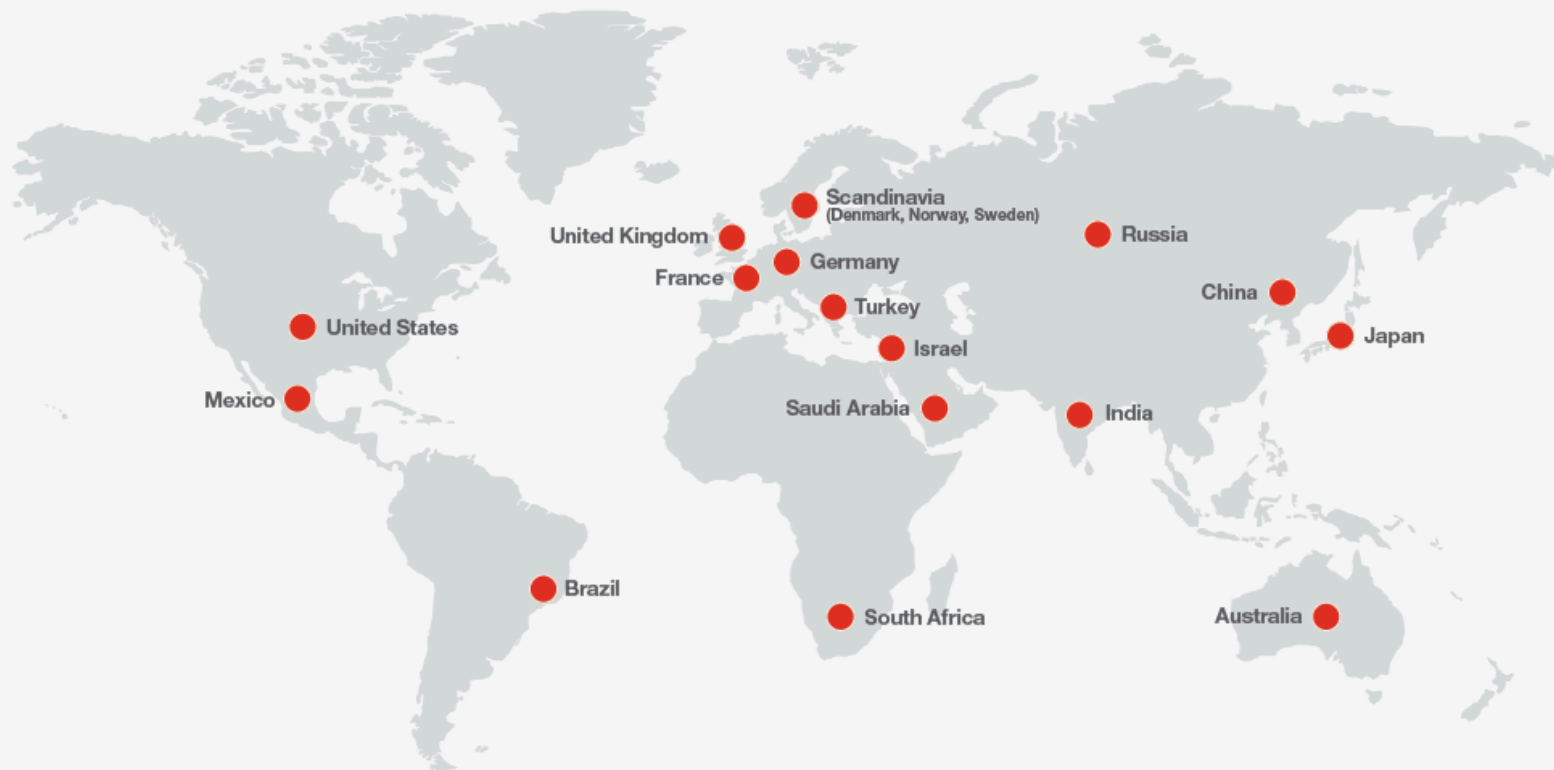 Scandinavia
(Denmark, Norway, Sweden)
United Kingdom
Russia
Germany
France
China
Turkey
United States
Japan
Israel
Mexico
Saudi Arabia
India
Brazil
South Africa
Australia